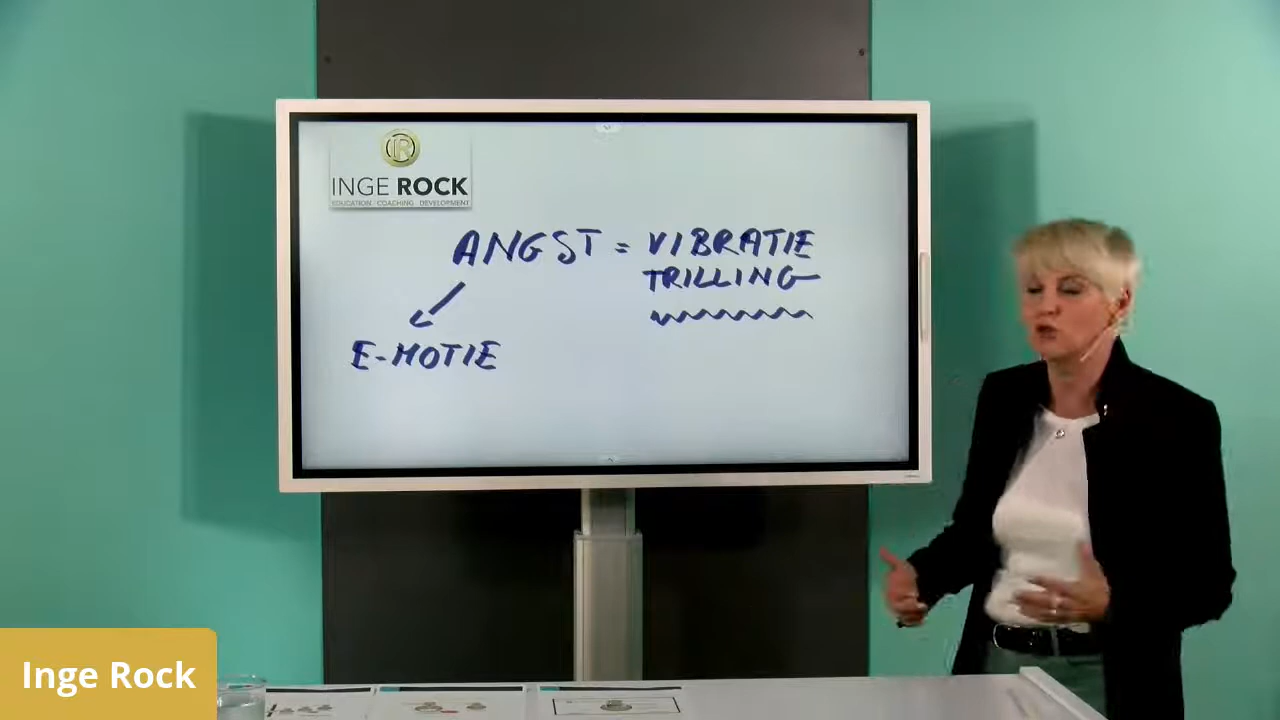 INGE ROCK
EDUCATION COACHING DEVELOPMENT
ANGST = VIBRATIE
TRILLING
E-MOTIE
Inge Rock